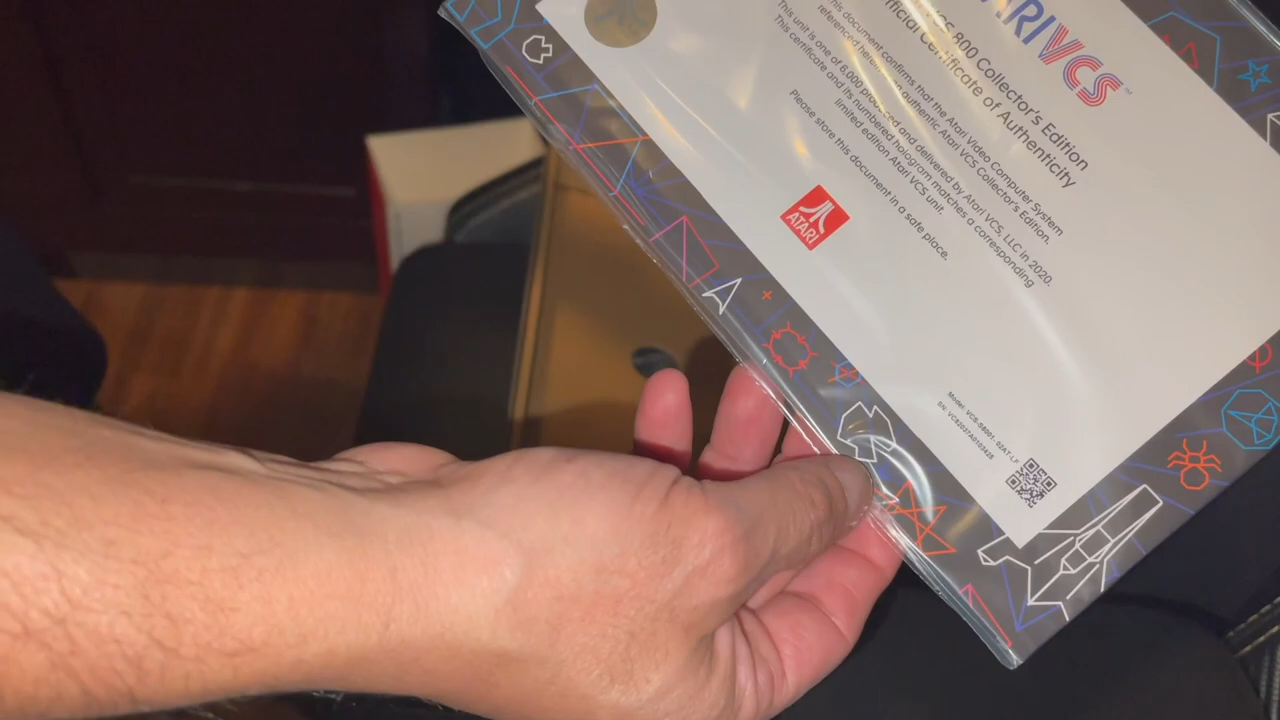 ARIVCS™
VCS 800 Collector's Edition
Official Certificate of Authenticity
This document confirms that the Atari Video Computer System
referenced herein an authentic Atari VCS Collector's Edition.
This unit is one of 6,000 produced and delivered by Atari VCS, LLC in 2020.
This certificate and its numbered hologram matches a corresponding
limited edition Atari VCS unit.
Please store this document in a safe place.
ATARI
Model:
SN: